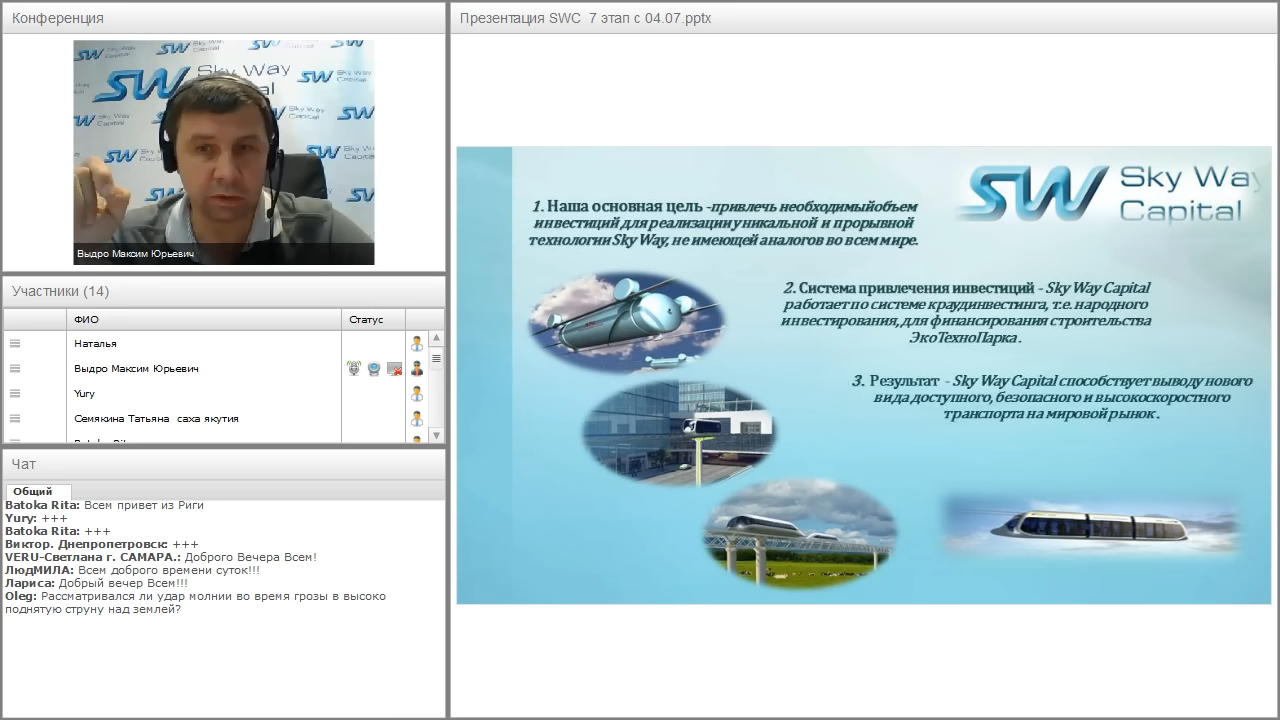 Конференция
Sky Way
Capital
Выдро Максим Юрьевич
Участники (14)
ФИО Статус
Наталья
Выдро Максим Юрьевич
Yury
Семякина Татьяна саха якутия
Чат
Общий
Batoka Rita: Всем привет из Риги
Yury: +++
Batoka Rita: +++
Виктор. Днепропетровск: +++
VERU-Светлана г. САМАРА.: Доброго Вечера Всем!
ЛюдМИЛА: Всем доброго времени суток!!!
Лариса: Добрый вечер Всем!!!
Oleg: Рассматривался ли удар молнии во время грозы в высоко
поднятую струну над землей?
Презентация SWC 7 этап с 04.07.pptx
SW Sky Way
Capital
1. Наша основная цель -привлечь необходимыйобъем
инвестиций для реализации уникальной и прорывной
технологии Sky Way, не имеющей аналогов во всем мире.
2. Система привлечения инвестиций - Sky Way Capital
работает по системе краудинвестинга, т.е. народного
инвестирования, для финансирования строительства
ЭкоТехноПарка .
3. Результат - Sky Way Capital способствует выводу нового
вида доступного, безопасного и высокоскоростного
транспорта на мировой рынок .